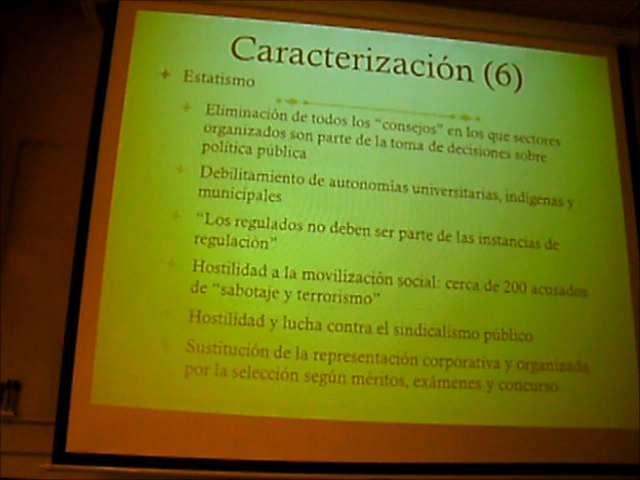 Caracterización (6)
Estatismo
Eliminación de todos los “consejos” en los que sectores
organizados son parte de la toma de decisiones sobre
política pública
Debilitamiento de autonomías universitarias, indígenas y
municipales
“Los regulados no deben ser parte de las instancias de
regulación”
Hostilidad a la movilización social: cerca de 200 acusados
de “sabotaje y terrorismo”
Hostilidad y lucha contra el sindicalismo público
Sustitución de la representación corporativa y organizada
por la selección según méritos, exámenes y concurso